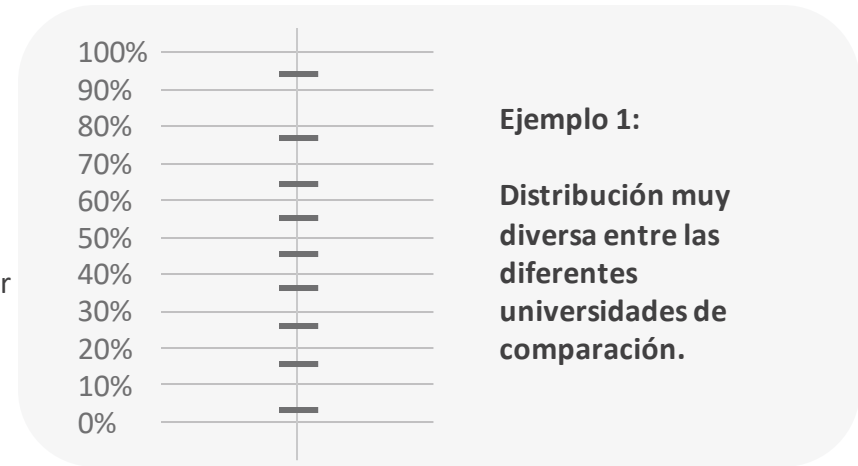 100%
90%
80%
70%
60%
50%
40%
30%
20%
10%
0%
r
Ejemplo 1:
Distribución muy
diversa entre las
diferentes
universidades de
comparación.